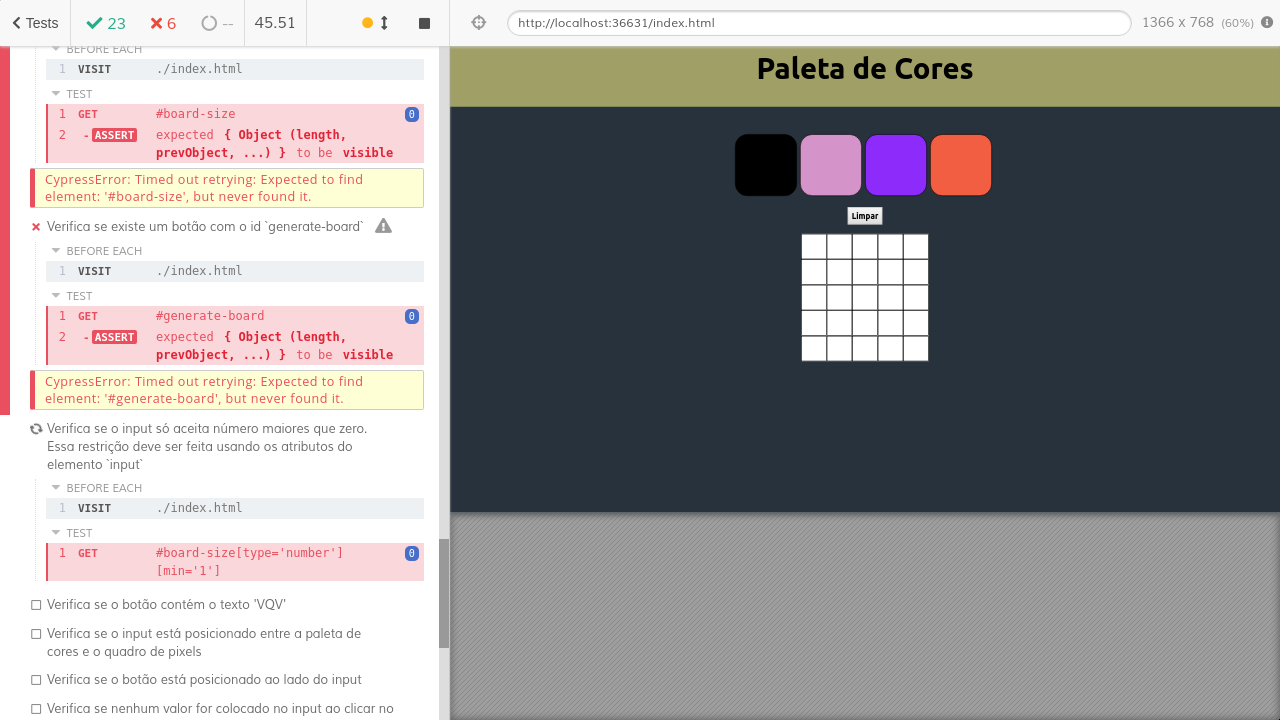 Tests
23
6
--
45.51
http://localhost:36631/index.html
1366 x 768 (60%)
BEFORE EACH
1 VISIT ./index.html
TEST
1 GET #board-size 0
2 -ASSERT expected { Object (length,
prevObject, ...) } to be visible
CypressError: Timed out retrying: Expected to find
element: '#board-size', but never found it.
Verifica se existe um botão com o id `generate-board`
BEFORE EACH
1 VISIT ./index.html
TEST
1 GET #generate-board 0
2 -ASSERT expected { Object (length,
prevObject, ...) } to be visible
CypressError: Timed out retrying: Expected to find
element: '#generate-board', but never found it.
Verifica se o input só aceita número maiores que zero.
Essa restrição deve ser feita usando os atributos do
elemento `input`
BEFORE EACH
1 VISIT ./index.html
TEST
1 GET #board-size[type='number'] 0
[min='1']
Verifica se o botão contém o texto 'VQV'
Verifica se o input está posicionado entre a paleta de
cores e o quadro de pixels
Verifica se o botão está posicionado ao lado do input
Verifica se nenhum valor for colocado no input ao clicar no
Paleta de Cores
Limpar